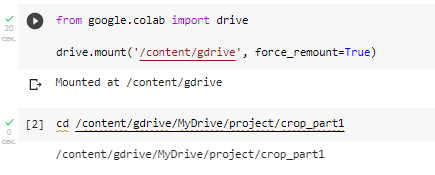 from google.colab import drive
20
сек.
drive.mount('/content/gdrive', force_remount=True)
Mounted at /content/gdrive
[2] cd /content/gdrive/MyDrive/project/crop_part1
0
сек.
/content/gdrive/MyDrive/project/crop_part1